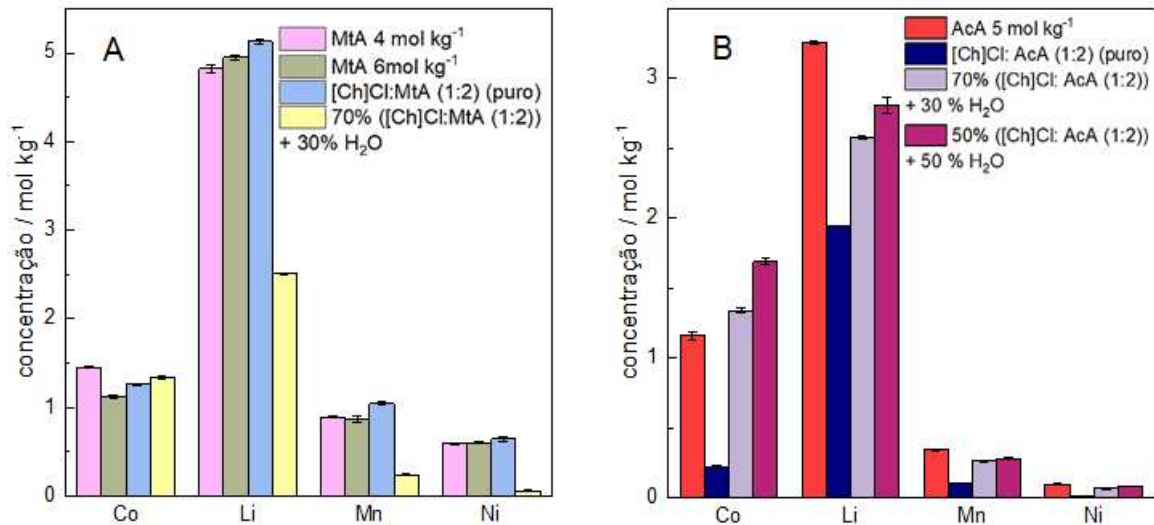 A
MtA 4 mol kg⁻¹
MtA 6mol kg⁻¹
[Ch]Cl:MtA (1:2) (puro)
70% ([Ch]Cl:MtA (1:2))
+ 30% H₂O
concentração / mol kg⁻¹
5
4
3
2
1
0
Co Li Mn Ni
B
AcA 5 mol kg⁻¹
[Ch]Cl: AcA (1:2) (puro)
70% ([Ch]Cl: AcA (1:2))
+ 30 % H₂O
50% ([Ch]Cl: AcA (1:2))
+ 50 % H₂O
concentração / mol kg⁻¹
3
2
1
0
Co Li Mn Ni